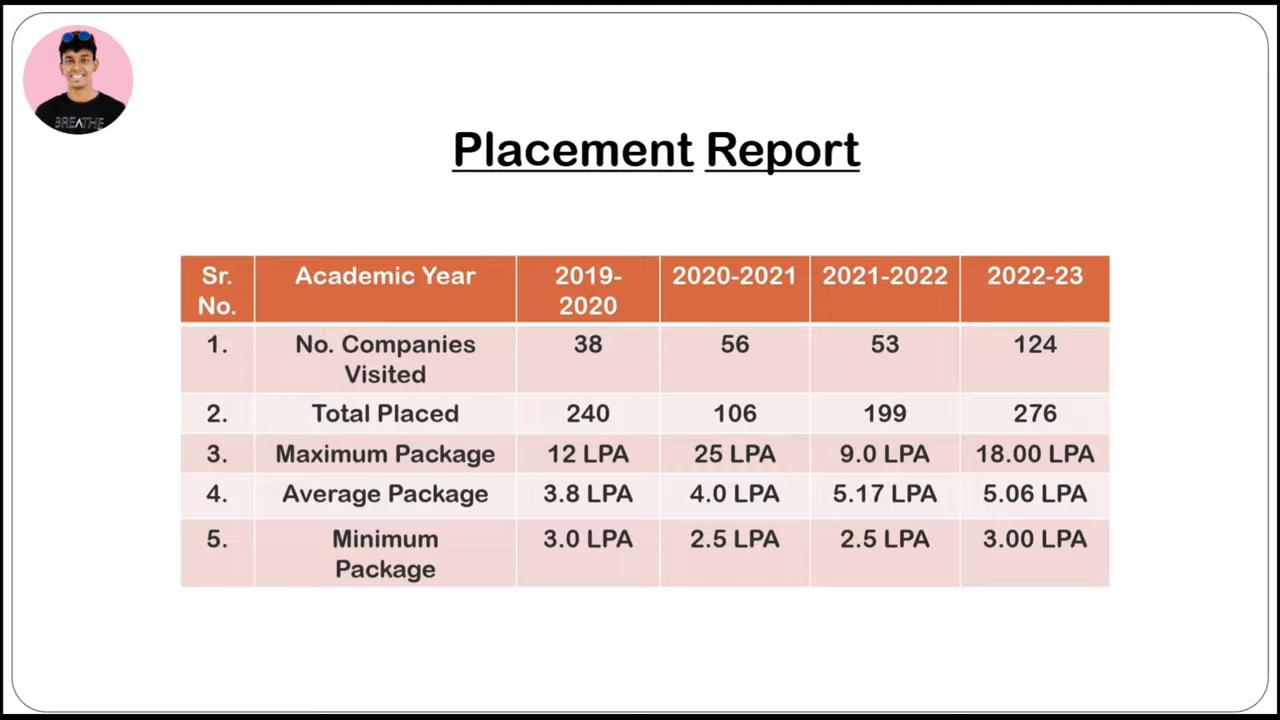 BREATHE
Placement Report
Sr. No. Academic Year 2019-2020 2020-2021 2021-2022 2022-23
1. No. Companies Visited 38 56 53 124
2. Total Placed 240 106 199 276
3. Maximum Package 12 LPA 25 LPA 9.0 LPA 18.00 LPA
4. Average Package 3.8 LPA 4.0 LPA 5.17 LPA 5.06 LPA
5. Minimum Package 3.0 LPA 2.5 LPA 2.5 LPA 3.00 LPA